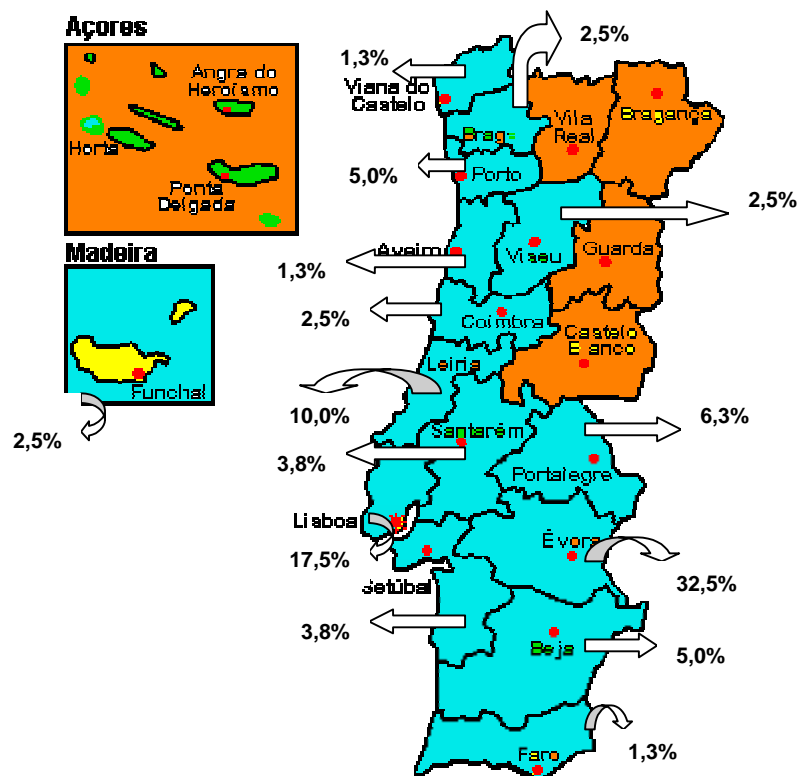 Açores
Angra do
Heroísmo
Horta
Ponta
Delgada
Madeira
Funchal
2,5%
1,3%
2,5%
Viana do
Castelo
Brag
Vila
Real
Bragança
5,0%
Porto
2,5%
Aveiro
Viseu
Guarda
1,3%
2,5%
Coimbra
Castelo
Branco
Leiria
10,0%
6,3%
Santarém
3,8%
Portalegre
Lisboa
17,5%
Évora
32,5%
Setúbal
3,8%
Beja
5,0%
1,3%
Faro